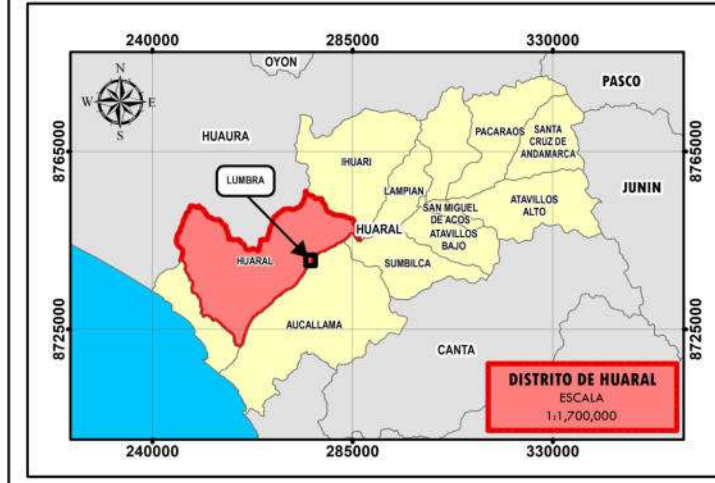 240000
285000
330000
OYON
N
W
E
S
PASCO
HUAURA
PACARAOS
SANTA
CRUZ DE
ANDAMARCA
8765000
8765000
IHUARI
LUMBRA
LAMPIAN
JUNIN
SAN MIGUEL
DE ACOS
ATAVILLOS
ALTO
HUARAL
ATAVILLOS
BAJO
HUARAL
SUMBILCA
AUCALLAMA
8725000
8725000
CANTA
DISTRITO DE HUARAL
ESCALA
1:1,700,000
240000
285000
330000